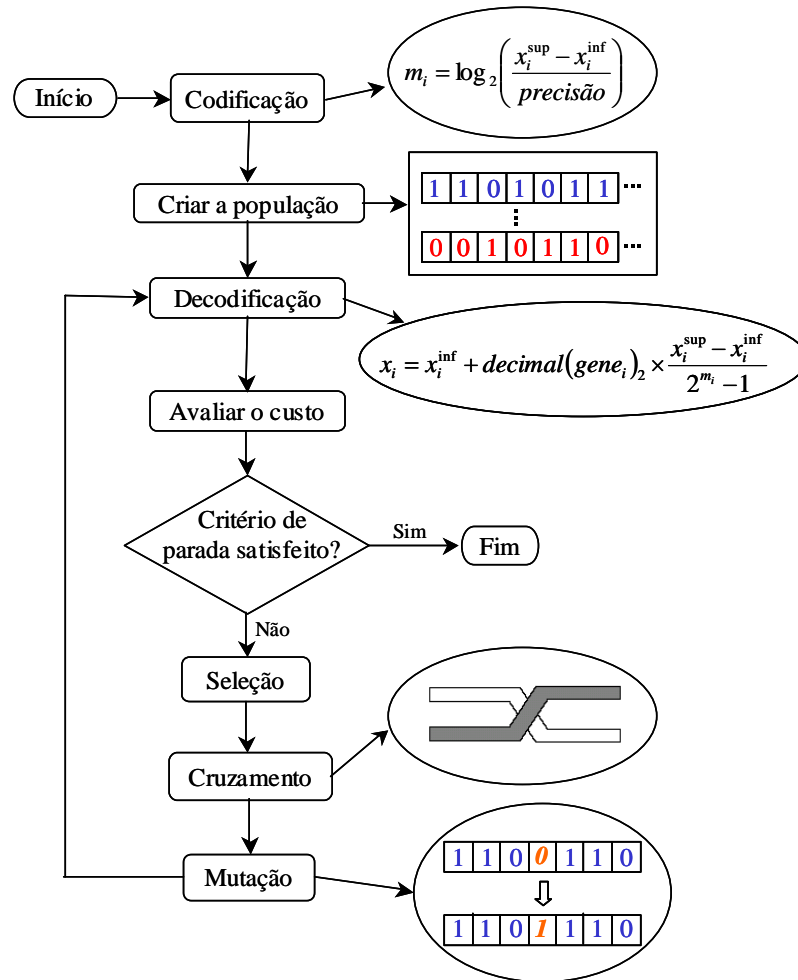 Início
Codificação
m_i = log_2((x_i^sup − x_i^inf) / precisão)
Criar a população
1 1 0 1 0 1 1 ...
0 0 1 0 1 1 0 ...
Decodificação
x_i = x_i^inf + decimal(gene_i)_2 × (x_i^sup − x_i^inf) / (2^{m_i} − 1)
Avaliar o custo
Critério de
parada satisfeito?
Sim
Fim
Não
Seleção
Cruzamento
Mutação
1 1 0 0 1 1 0
1 1 0 1 1 1 0